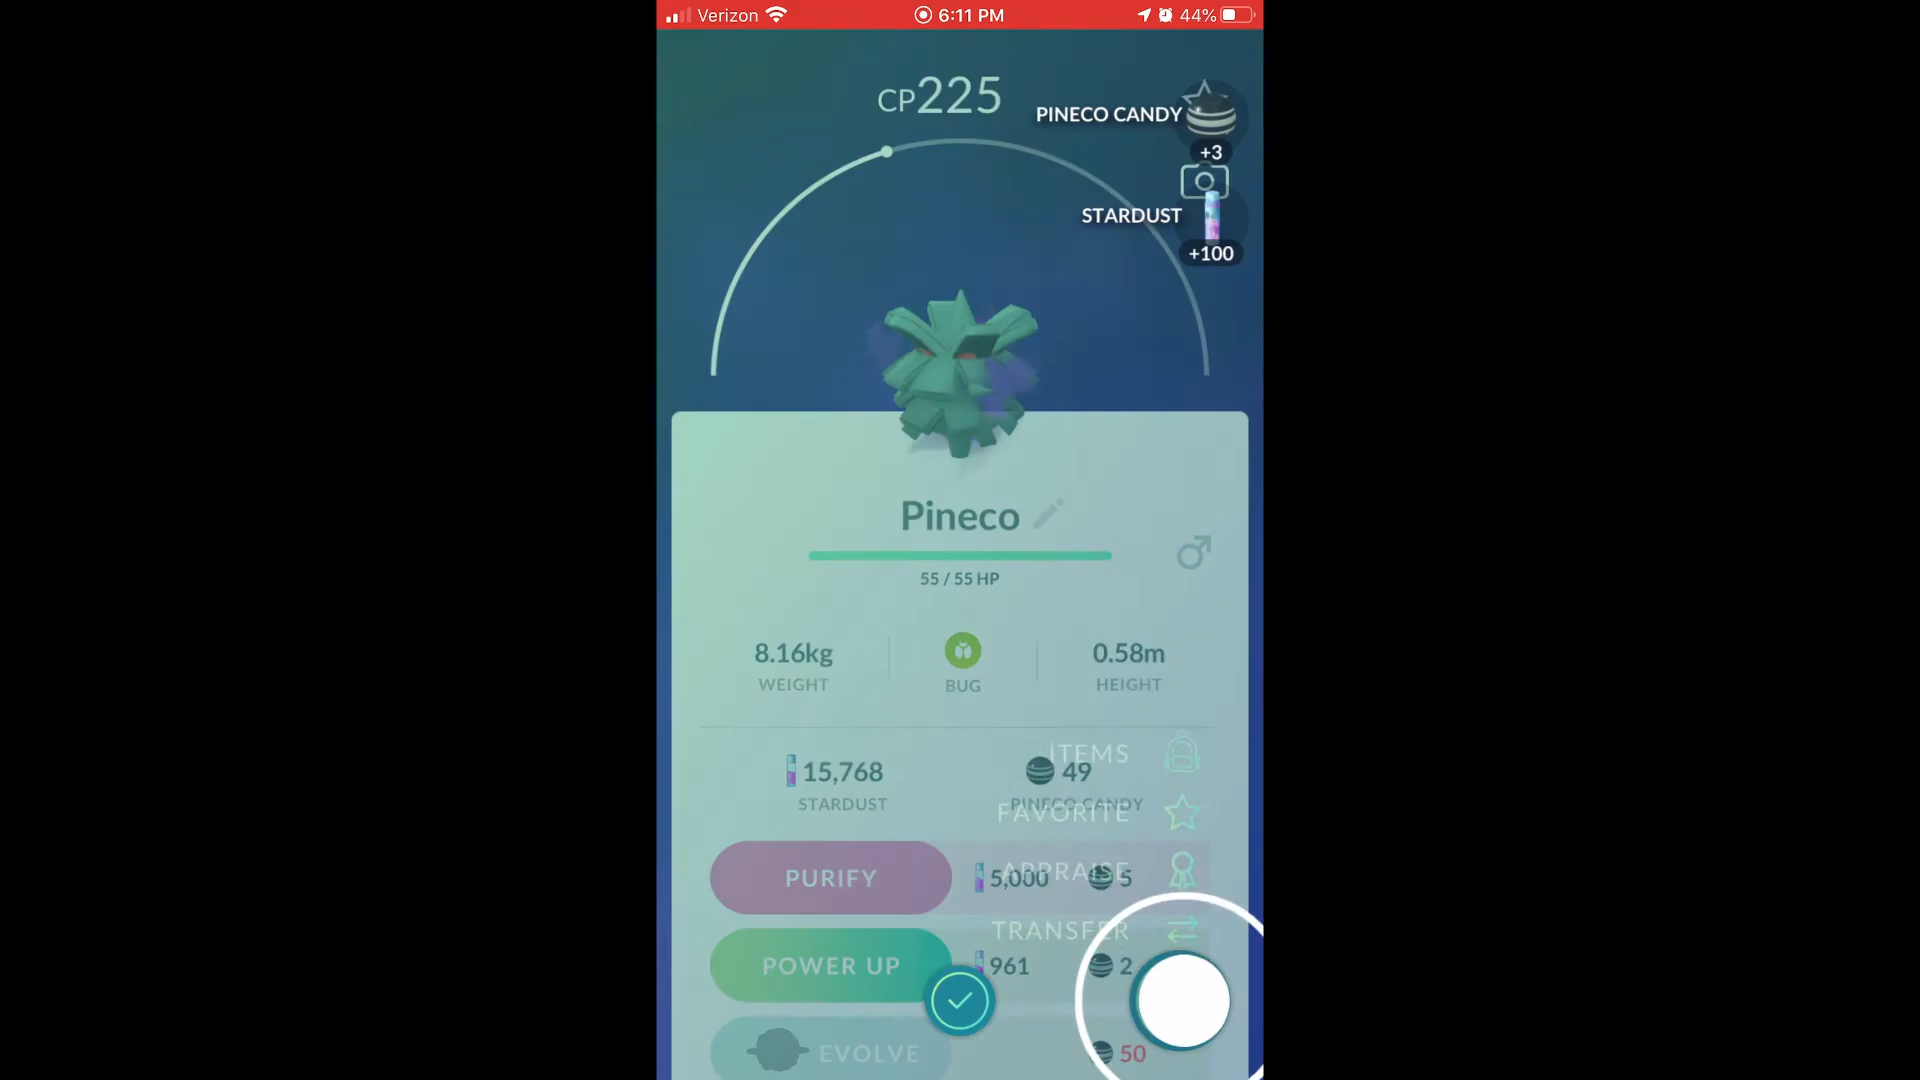 Verizon 6:11 PM 44%
CP225
PINECO CANDY
+3
STARDUST
+100
Pineco
55 / 55 HP
8.16kg
WEIGHT
BUG
0.58m
HEIGHT
ITEMS
15,768
STARDUST
49
PINECO CANDY
FAVORITE
APPRAISE
PURIFY 5,000 5
TRANSFER
POWER UP 961 2
EVOLVE 50